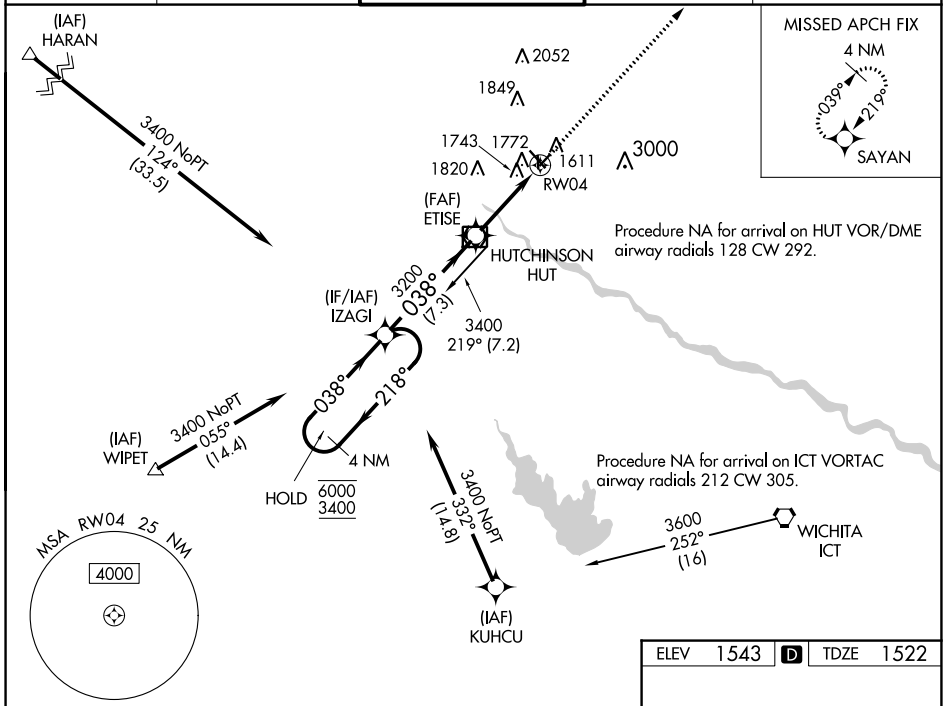 (IAF)
HARAN
3400 NoPT
124°
(33.5)
2052
1849
1743
1772
1820
1611
3000
RW04
MISSED APCH FIX
4 NM
039°
219°
SAYAN
(FAF)
ETISE
HUTCHINSON
HUT
Procedure NA for arrival on HUT VOR/DME
airway radials 128 CW 292.
3200
038°
(7.3)
3400
219° (7.2)
(IF/IAF)
IZAGI
038°
218°
4 NM
HOLD
6000
3400
(IAF)
WIPET
3400 NoPT
055°
(14.4)
3400 NoPT
332°
(14.8)
(IAF)
KUHCU
Procedure NA for arrival on ICT VORTAC
airway radials 212 CW 305.
3600
252°
(16)
WICHITA
ICT
MSA RW04 25 NM
4000
ELEV 1543 D TDZE 1522